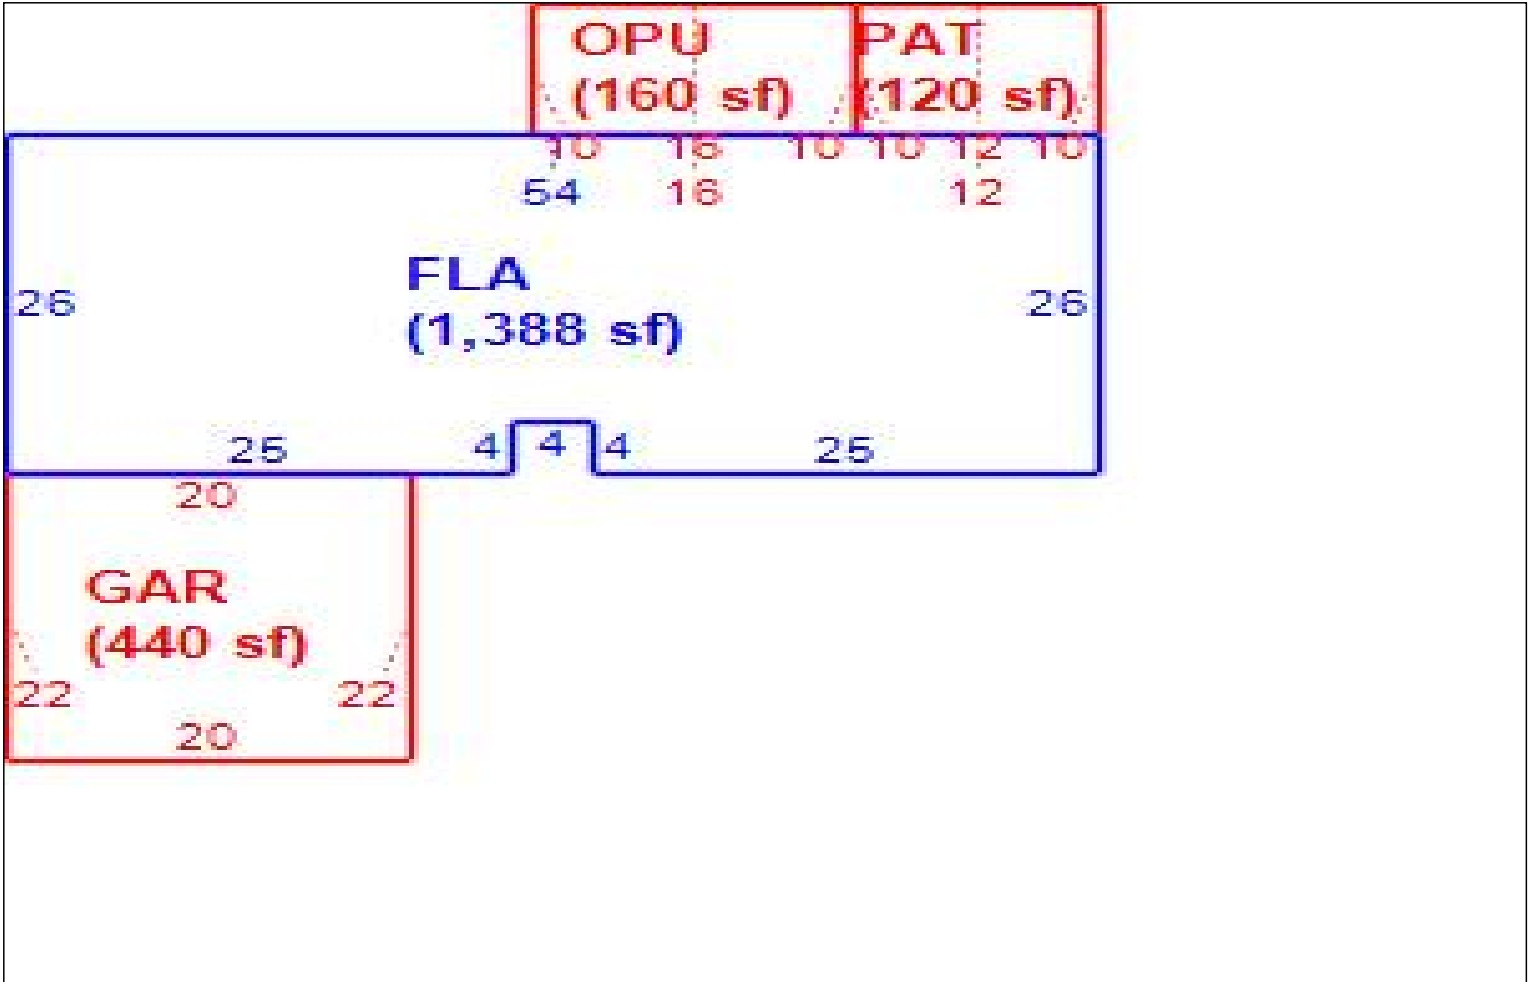 OPU PAT
(160 sf) (120 sf)
10 16 10 10 12 10
54 16 12
FLA
(1,388 sf)
26 26
25 4 4 4 25
20
GAR
(440 sf)
22 22
20